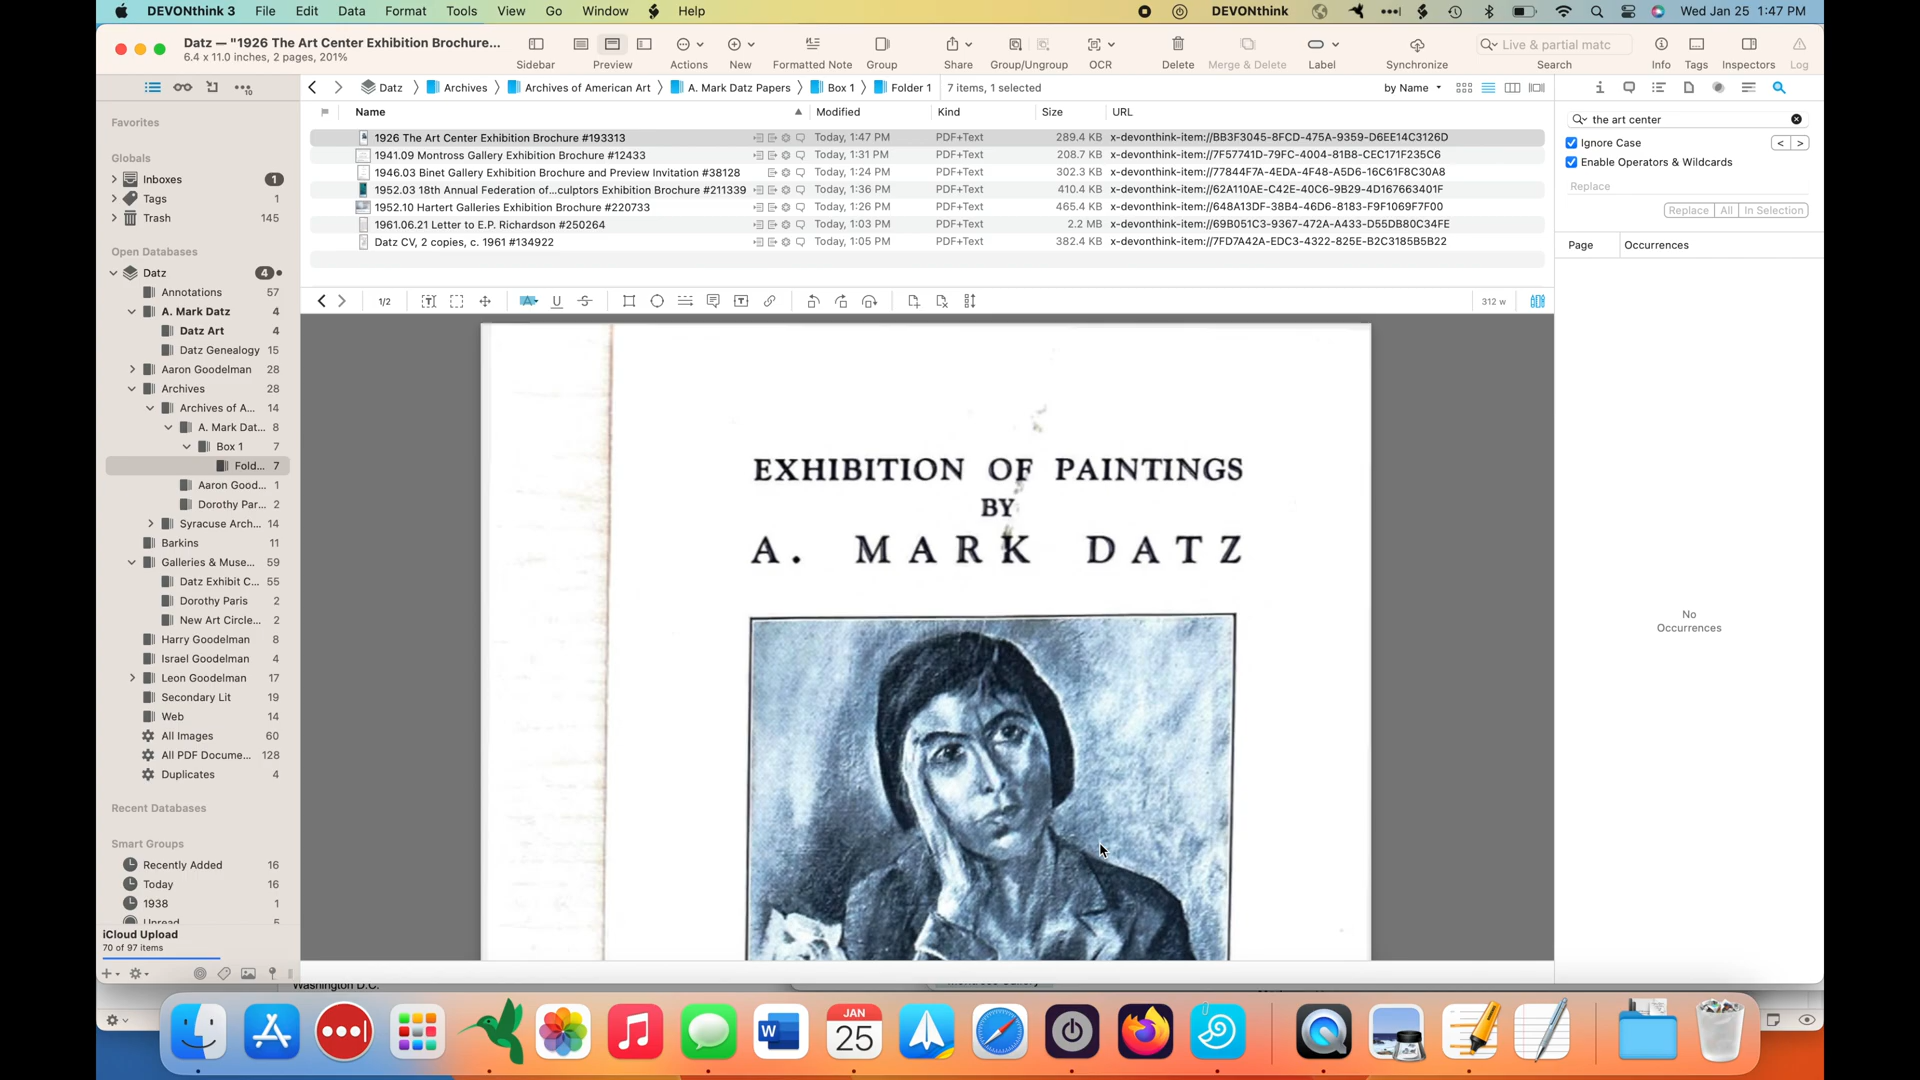 DEVONthink 3 File Edit Data Format Tools View Go Window Help
DEVONthink Wed Jan 25 1:47 PM
Datz — "1926 The Art Center Exhibition Brochure...
6.4 x 11.0 inches, 2 pages, 201%
Live & partial matc
Sidebar Preview Actions New Formatted Note Group Share Group/Ungroup OCR Delete Merge & Delete Label Synchronize Search Info Tags Inspectors Log
Datz Archives Archives of American Art A. Mark Datz Papers Box 1 Folder 1 7 items, 1 selected by Name
Name Modified Kind Size URL
1926 The Art Center Exhibition Brochure #193313 Today, 1:47 PM PDF+Text 289.4 KB x-devonthink-item://BB3F3045-8FCD-475A-9359-D6EE14C3126D
1941.09 Montross Gallery Exhibition Brochure #12433 Today, 1:31 PM PDF+Text 208.7 KB x-devonthink-item://7F57741D-79FC-4004-81B8-CEC171F235C6
1946.03 Binet Gallery Exhibition Brochure and Preview Invitation #38128 Today, 1:24 PM PDF+Text 302.3 KB x-devonthink-item://77844F7A-4EDA-4F48-A5D6-16C61F8C30A8
1952.03 18th Annual Federation of...culptors Exhibition Brochure #211339 Today, 1:36 PM PDF+Text 410.4 KB x-devonthink-item://62A110AE-C42E-40C6-9B29-4D167663401F
1952.10 Hartert Galleries Exhibition Brochure #220733 Today, 1:26 PM PDF+Text 465.4 KB x-devonthink-item://648A13DF-38B4-46D6-8183-F9F1069F7F00
1961.06.21 Letter to E.P. Richardson #250264 Today, 1:03 PM PDF+Text 2.2 MB x-devonthink-item://69B051C3-9367-472A-A433-D55DB80C34FE
Datz CV, 2 copies, c. 1961 #134922 Today, 1:05 PM PDF+Text 382.4 KB x-devonthink-item://7FD7A42A-EDC3-4322-825E-B2C3185B5B22
1/2 312 w
EXHIBITION OF PAINTINGS
BY
A. MARK DATZ
Favorites
Globals
Inboxes 1
Tags 1
Trash 145
Open Databases
Datz 4
Annotations 57
A. Mark Datz 4
Datz Art 4
Datz Genealogy 15
Aaron Goodelman 28
Archives 28
Archives of A... 14
A. Mark Dat... 8
Box 1 7
Fold... 7
Aaron Good... 1
Dorothy Par... 2
Syracuse Arch... 14
Barkins 11
Galleries & Muse... 59
Datz Exhibit C... 55
Dorothy Paris 2
New Art Circle... 2
Harry Goodelman 8
Israel Goodelman 4
Leon Goodelman 17
Secondary Lit 19
Web 14
All Images 60
All PDF Docume... 128
Duplicates 4
Recent Databases
Smart Groups
Recently Added 16
Today 16
1938 1
Unread 5
iCloud Upload
70 of 97 items
the art center
Ignore Case
Enable Operators & Wildcards
Replace
Replace All In Selection
Page Occurrences
No
Occurrences
Washington D.C.
JAN
25